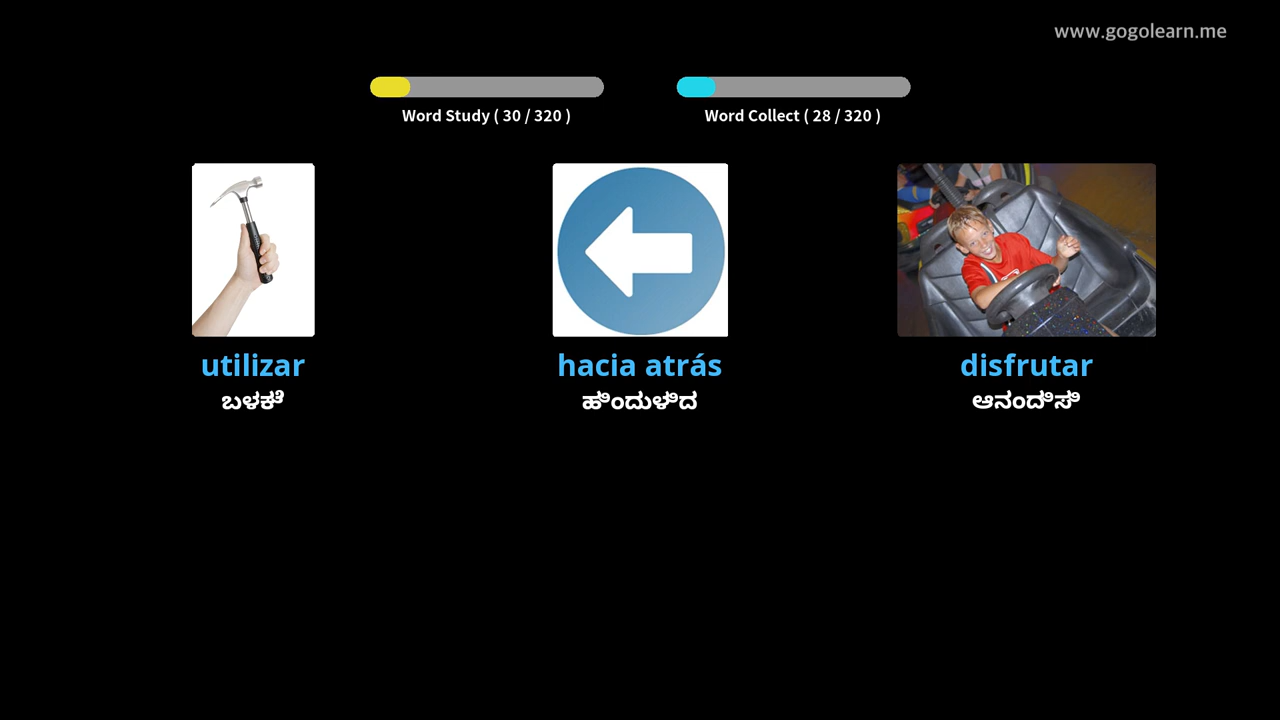 www.gogolearn.me
Word Study ( 30 / 320 )
Word Collect ( 28 / 320 )
utilizar
hacia atrás
disfrutar
ಬಳಕೆ
ಹಿಂದುಳಿದ
ಆನಂದಿಸಿ